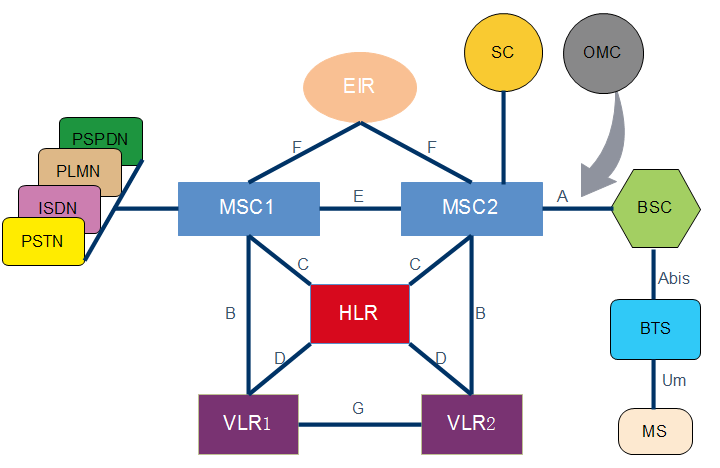 SC
OMC
EIR
PSPDN
F
F
PLMN
MSC1
E
MSC2
A
BSC
ISDN
PSTN
C
C
Abis
B
HLR
B
BTS
D
D
Um
VLR1
G
VLR2
MS